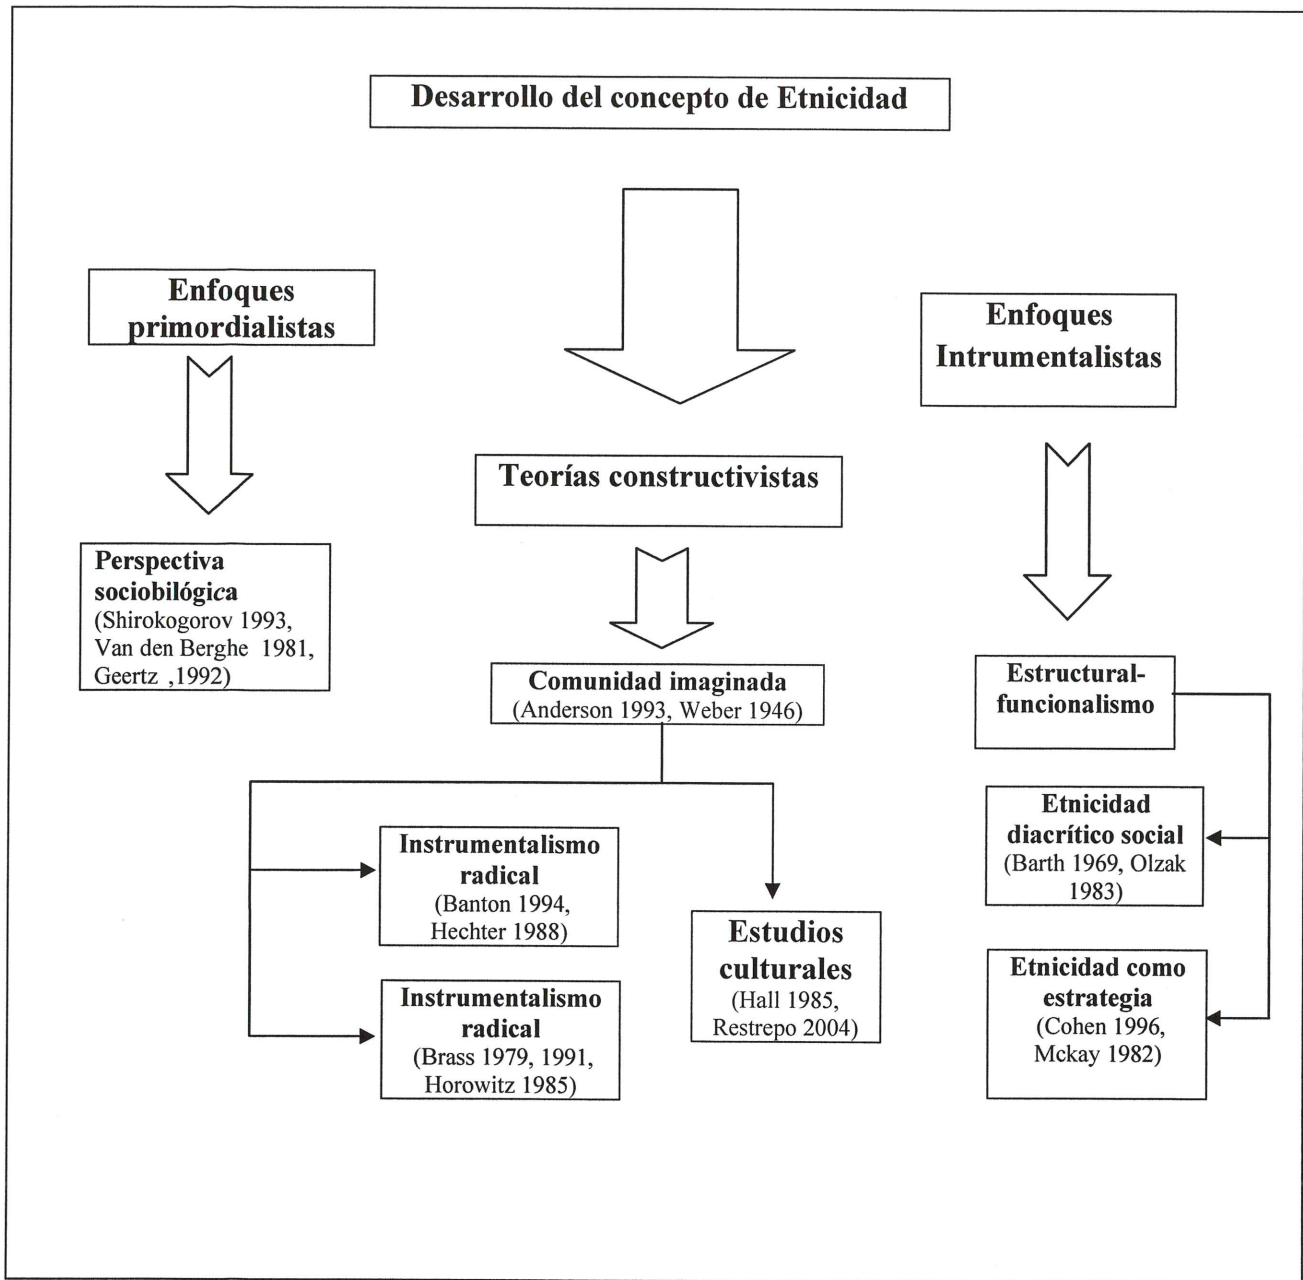 Desarrollo del concepto de Etnicidad
Enfoques
primordialistas
Perspectiva
sociobilógica
(Shirokogorov 1993,
Van den Berghe 1981,
Geertz ,1992)
Teorías constructivistas
Comunidad imaginada
(Anderson 1993, Weber 1946)
Instrumentalismo
radical
(Banton 1994,
Hechter 1988)
Instrumentalismo
radical
(Brass 1979, 1991,
Horowitz 1985)
Estudios
culturales
(Hall 1985,
Restrepo 2004)
Enfoques
Intrumentalistas
Estructural-
funcionalismo
Etnicidad
diacrítico social
(Barth 1969, Olzak
1983)
Etnicidad como
estrategia
(Cohen 1996,
Mckay 1982)